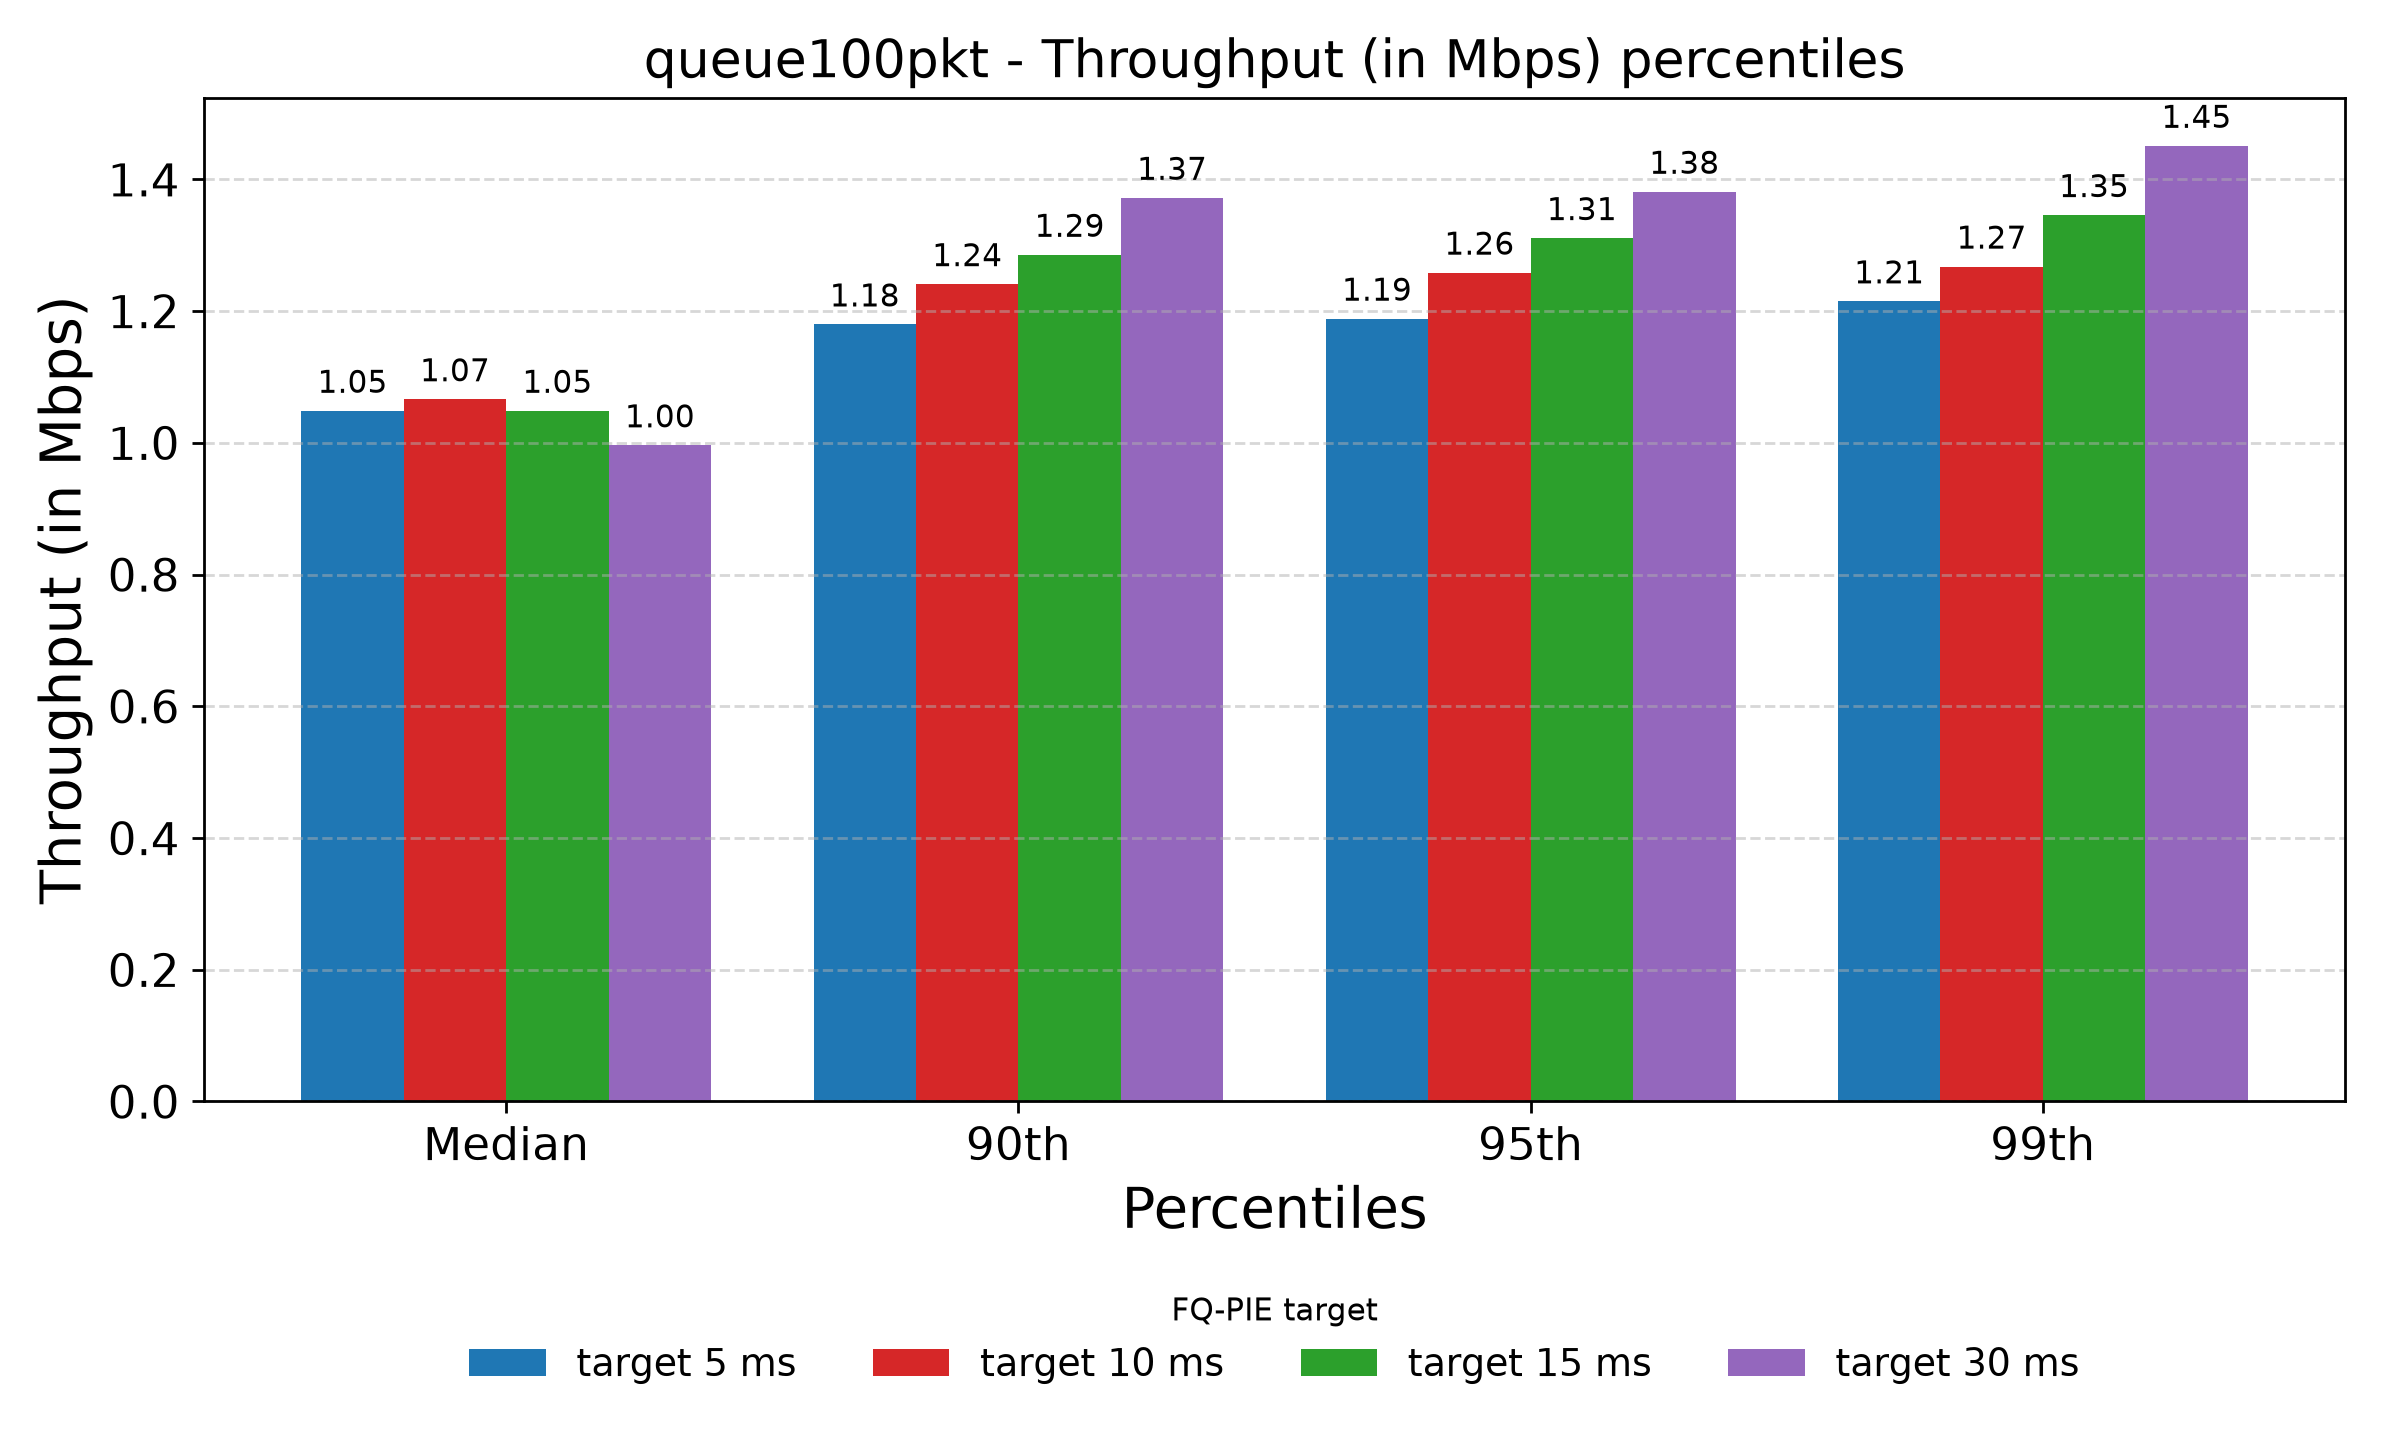 queue100pkt - Throughput (in Mbps) percentiles
Throughput (in Mbps)
1.4
1.2
1.0
0.8
0.6
0.4
0.2
0.0
1.05
1.07
1.05
1.00
1.18
1.24
1.29
1.37
1.19
1.26
1.31
1.38
1.21
1.27
1.35
1.45
Median
90th
95th
99th
Percentiles
FQ-PIE target
target 5 ms
target 10 ms
target 15 ms
target 30 ms